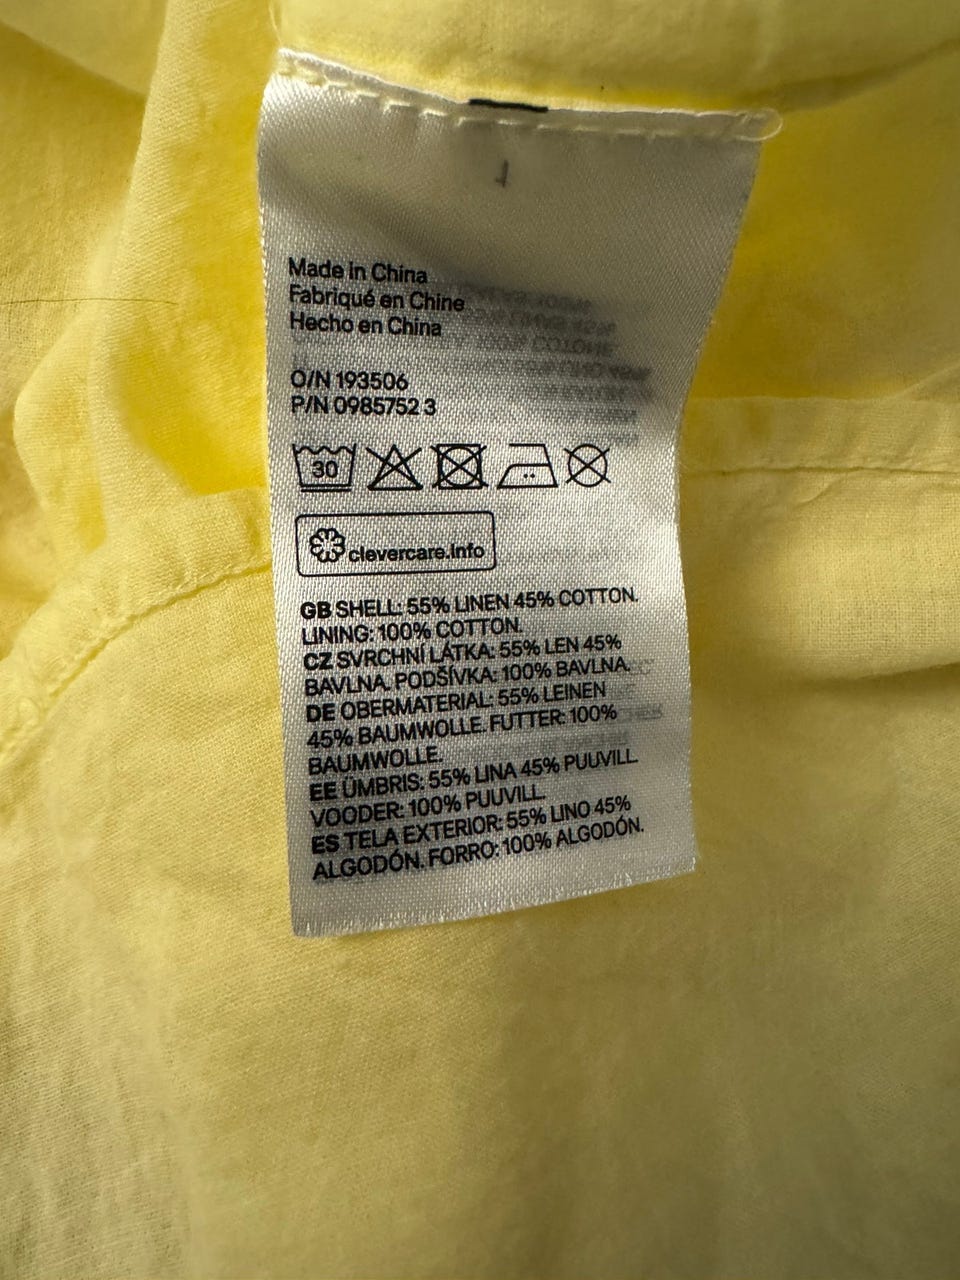 1
Made in China
Fabriqué en Chine
Hecho en China
O/N 193506
P/N 0985752 3
30
clevercare.info
GB SHELL: 55% LINEN 45% COTTON.
LINING: 100% COTTON.
CZ SVRCHNÍ LÁTKA: 55% LEN 45%
BAVLNA. PODŠÍVKA: 100% BAVLNA.
DE OBERMATERIAL: 55% LEINEN
45% BAUMWOLLE. FUTTER: 100%
BAUMWOLLE.
EE ÜMBRIS: 55% LINA 45% PUUVILL.
VOODER: 100% PUUVILL.
ES TELA EXTERIOR: 55% LINO 45%
ALGODÓN. FORRO: 100% ALGODÓN.